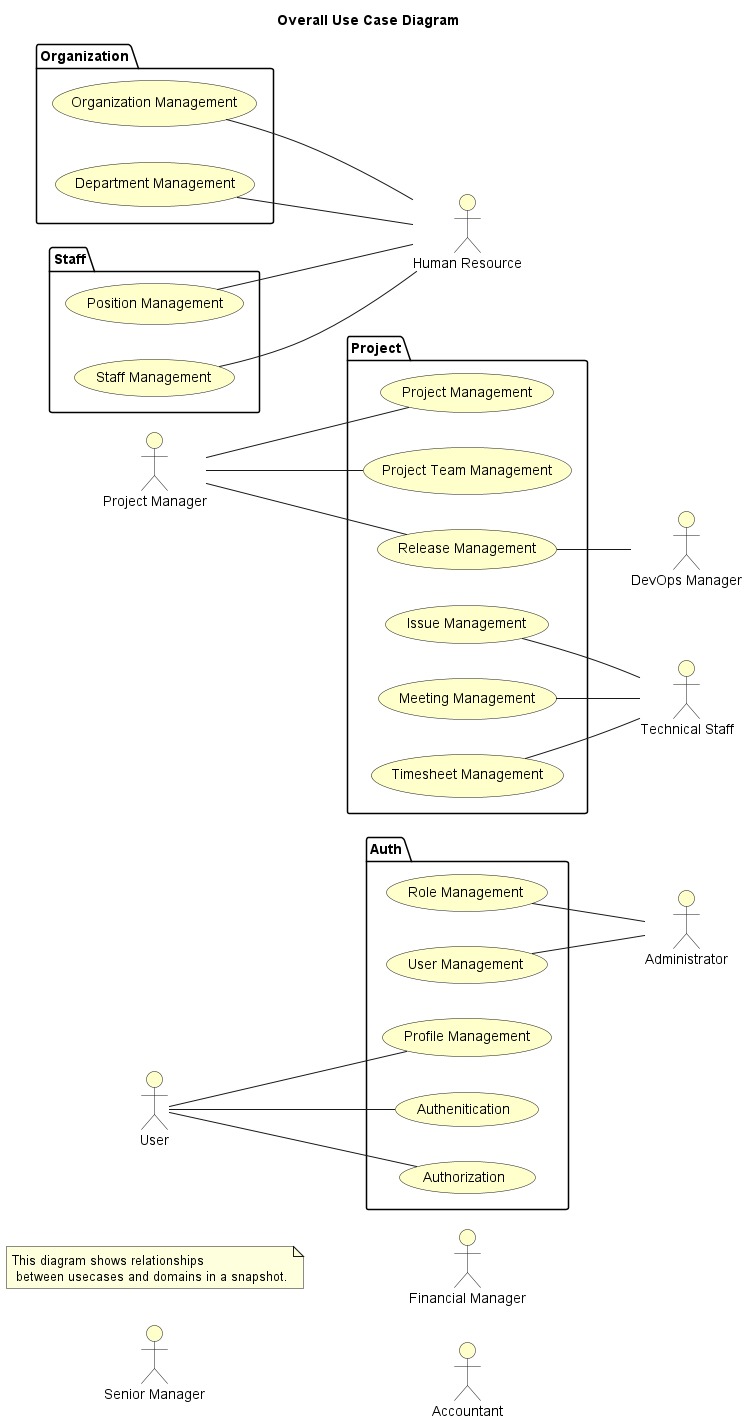 Overall Use Case Diagram
Organization
Organization Management
Department Management
Human Resource
Staff
Position Management
Staff Management
Project
Project Management
Project Manager
Project Team Management
Release Management
DevOps Manager
Issue Management
Meeting Management
Technical Staff
Timesheet Management
Auth
Role Management
User Management
Administrator
Profile Management
User
Authenitication
Authorization
This diagram shows relationships
between usecases and domains in a snapshot.
Financial Manager
Senior Manager
Accountant